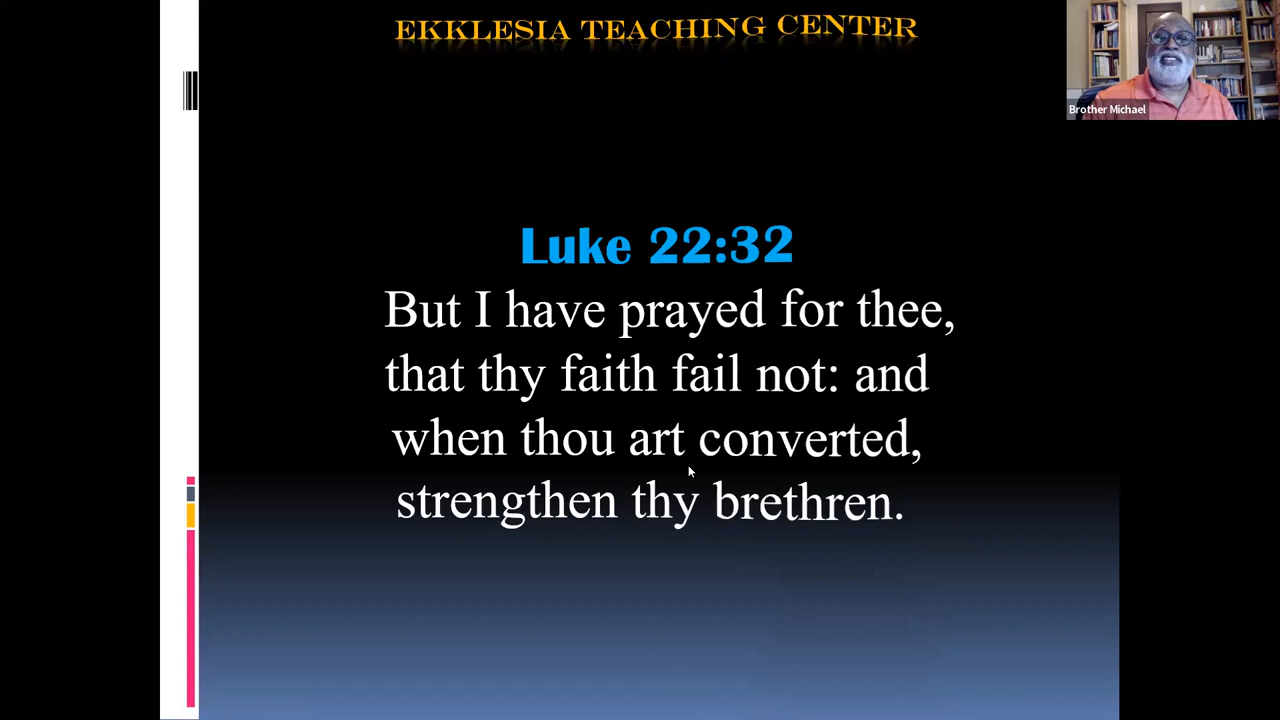 EKKLESIA TEACHING CENTER
Brother Michael
Luke 22:32
But I have prayed for thee,
that thy faith fail not: and
when thou art converted,
strengthen thy brethren.